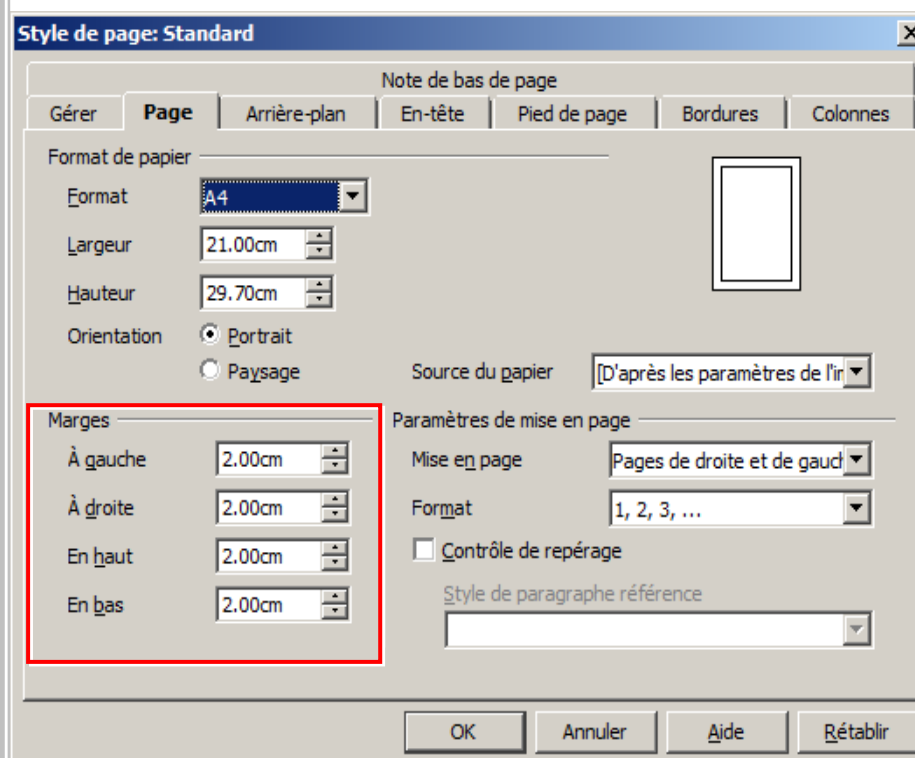 Style de page: Standard
Note de bas de page
Gérer Page Arrière-plan En-tête Pied de page Bordures Colonnes
Format de papier
Format A4
Largeur 21.00cm
Hauteur 29.70cm
Orientation Portrait
Paysage Source du papier [D'après les paramètres de l'ir
Marges Paramètres de mise en page
À gauche 2.00cm Mise en page Pages de droite et de gauch
À droite 2.00cm Format 1, 2, 3, ...
En haut 2.00cm Contrôle de repérage
En bas 2.00cm Style de paragraphe référence
OK Annuler Aide Rétablir